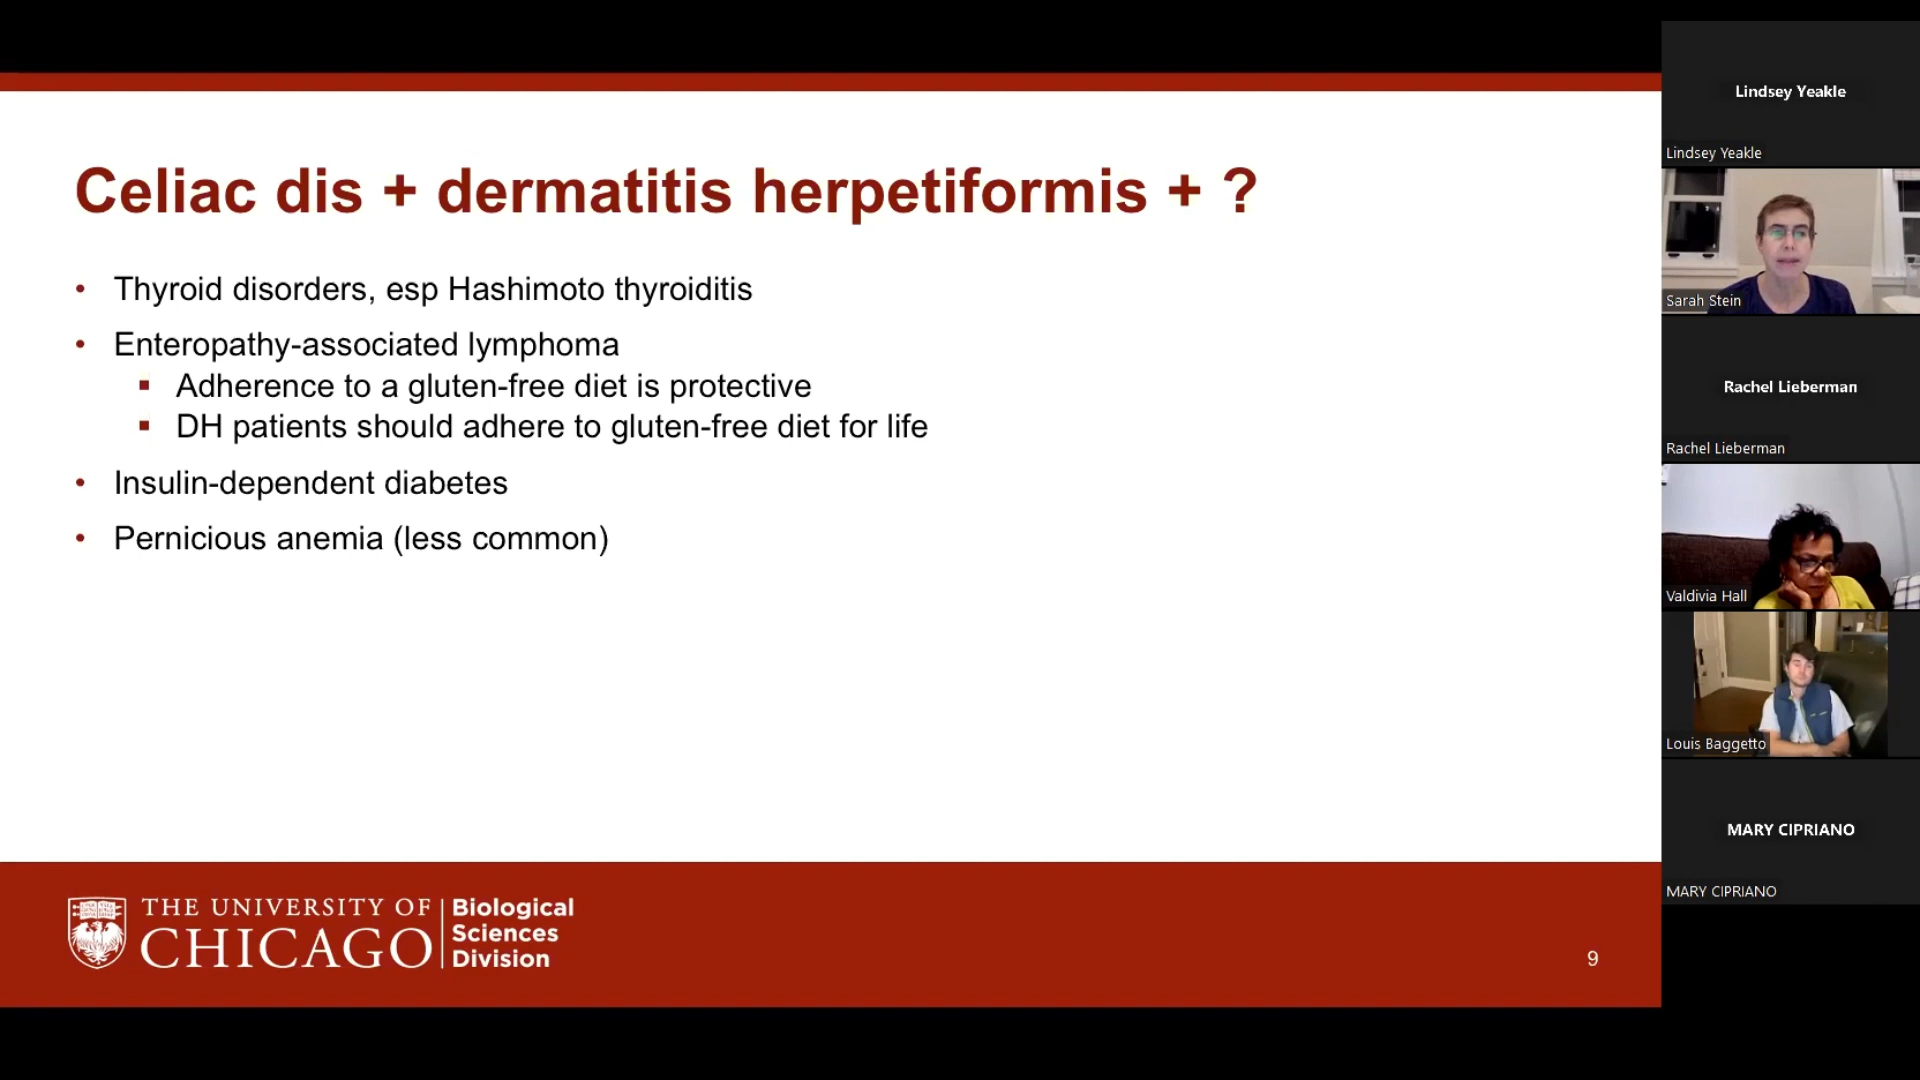 Celiac dis + dermatitis herpetiformis + ?
• Thyroid disorders, esp Hashimoto thyroiditis
• Enteropathy-associated lymphoma
▪ Adherence to a gluten-free diet is protective
▪ DH patients should adhere to gluten-free diet for life
• Insulin-dependent diabetes
• Pernicious anemia (less common)
THE UNIVERSITY OF
CHICAGO
Biological
Sciences
Division
9
Lindsey Yeakle
Lindsey Yeakle
Sarah Stein
Rachel Lieberman
Rachel Lieberman
Valdivia Hall
Louis Baggetto
MARY CIPRIANO
MARY CIPRIANO